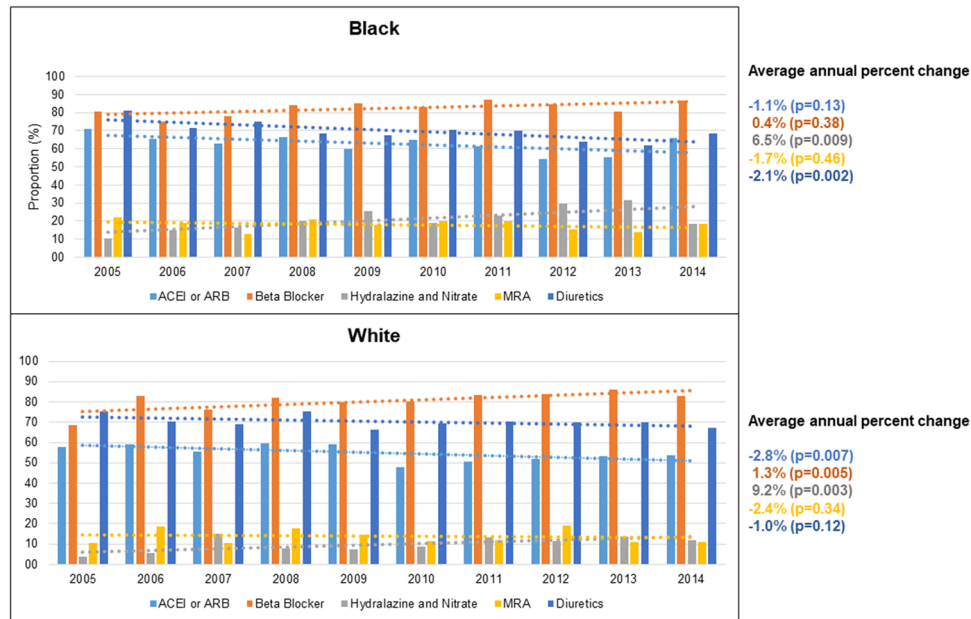 Black
Proportion (%)
100
90
80
70
60
50
40
30
20
10
00
2005 2006 2007 2008 2009 2010 2011 2012 2013 2014
ACEI or ARB Beta Blocker Hydralazine and Nitrate MRA Diuretics
Average annual percent change
-1.1% (p=0.13)
0.4% (p=0.38)
6.5% (p=0.009)
-1.7% (p=0.46)
-2.1% (p=0.002)
White
100
90
80
70
60
50
40
30
20
10
00
2005 2006 2007 2008 2009 2010 2011 2012 2013 2014
ACEI or ARB Beta Blocker Hydralazine and Nitrate MRA Diuretics
Average annual percent change
-2.8% (p=0.007)
1.3% (p=0.005)
9.2% (p=0.003)
-2.4% (p=0.34)
-1.0% (p=0.12)